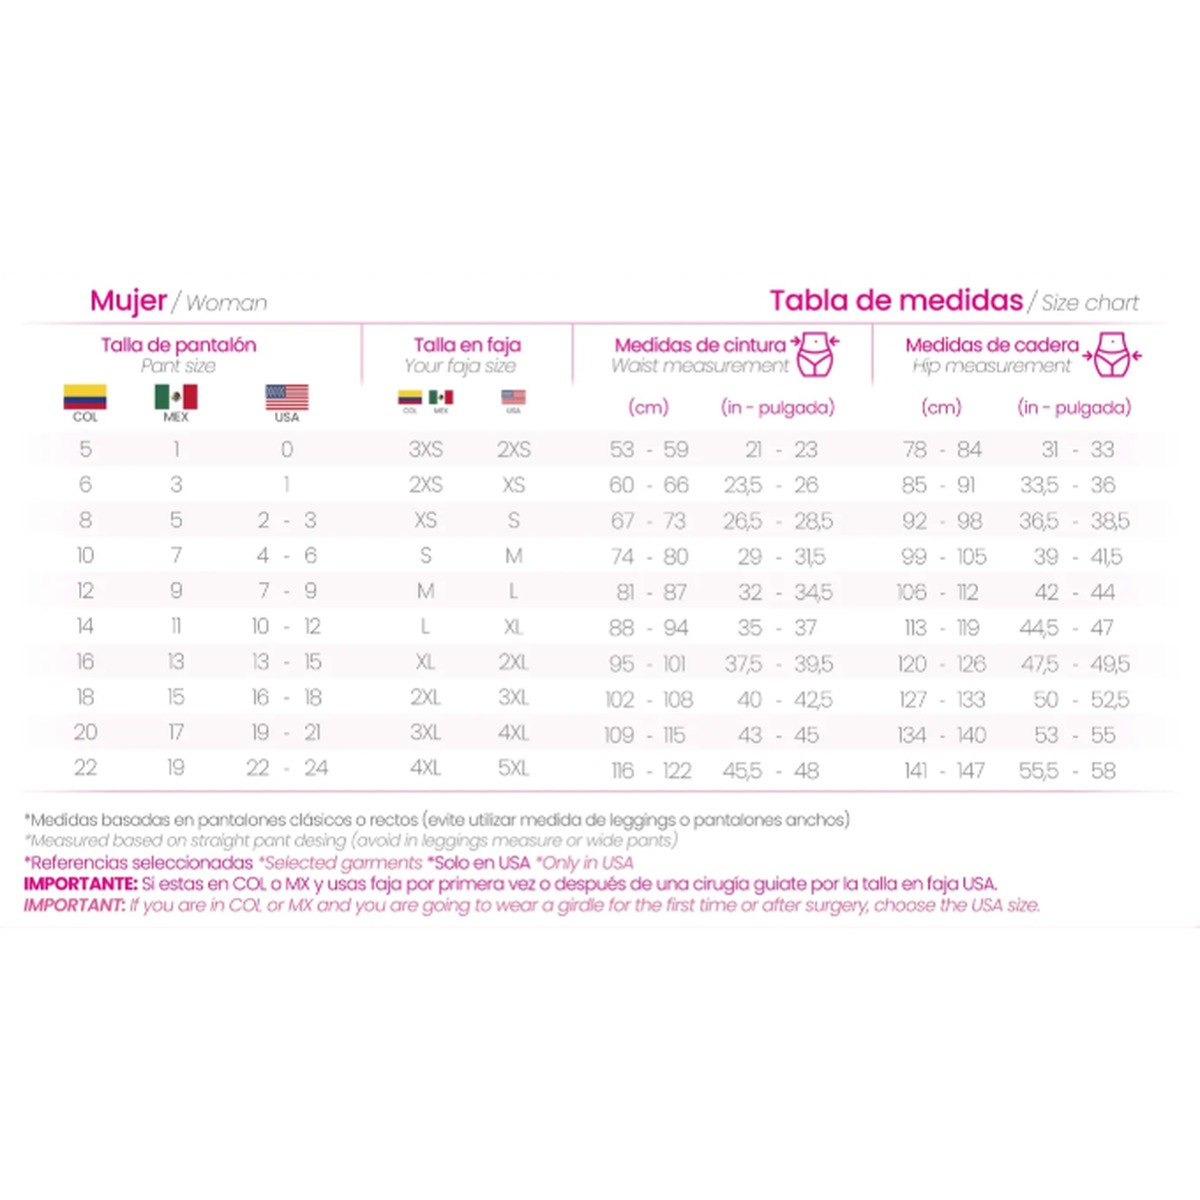 Mujer / Woman Tabla de medidas / Size chart
Talla de pantalón Talla en faja Medidas de cintura Medidas de cadera
Pant size Your faja size Waist measurement Hip measurement
COL MEX USA COL MEX USA (cm) (in - pulgada) (cm) (in - pulgada)
5 1 0 3XS 2XS 53 - 59 21 - 23 78 - 84 31 - 33
6 3 1 2XS XS 60 - 66 23,5 - 26 85 - 91 33,5 - 36
8 5 2 - 3 XS S 67 - 73 26,5 - 28,5 92 - 98 36,5 - 38,5
10 7 4 - 6 S M 74 - 80 29 - 31,5 99 - 105 39 - 41,5
12 9 7 - 9 M L 81 - 87 32 - 34,5 106 - 112 42 - 44
14 11 10 - 12 L XL 88 - 94 35 - 37 113 - 119 44,5 - 47
16 13 13 - 15 XL 2XL 95 - 101 37,5 - 39,5 120 - 126 47,5 - 49,5
18 15 16 - 18 2XL 3XL 102 - 108 40 - 42,5 127 - 133 50 - 52,5
20 17 19 - 21 3XL 4XL 109 - 115 43 - 45 134 - 140 53 - 55
22 19 22 - 24 4XL 5XL 116 - 122 45,5 - 48 141 - 147 55,5 - 58
*Medidas basadas en pantalones clásicos o rectos (evite utilizar medida de leggings o pantalones anchos)
*Measured based on straight pant desing (avoid in leggings measure or wide pants)
*Referencias seleccionadas *Selected garments *Solo en USA *Only in USA
IMPORTANTE: Si estas en COL o MX y usas faja por primera vez o después de una cirugía guiate por la talla en faja USA.
IMPORTANT: If you are in COL or MX and you are going to wear a girdle for the first time or after surgery, choose the USA size.